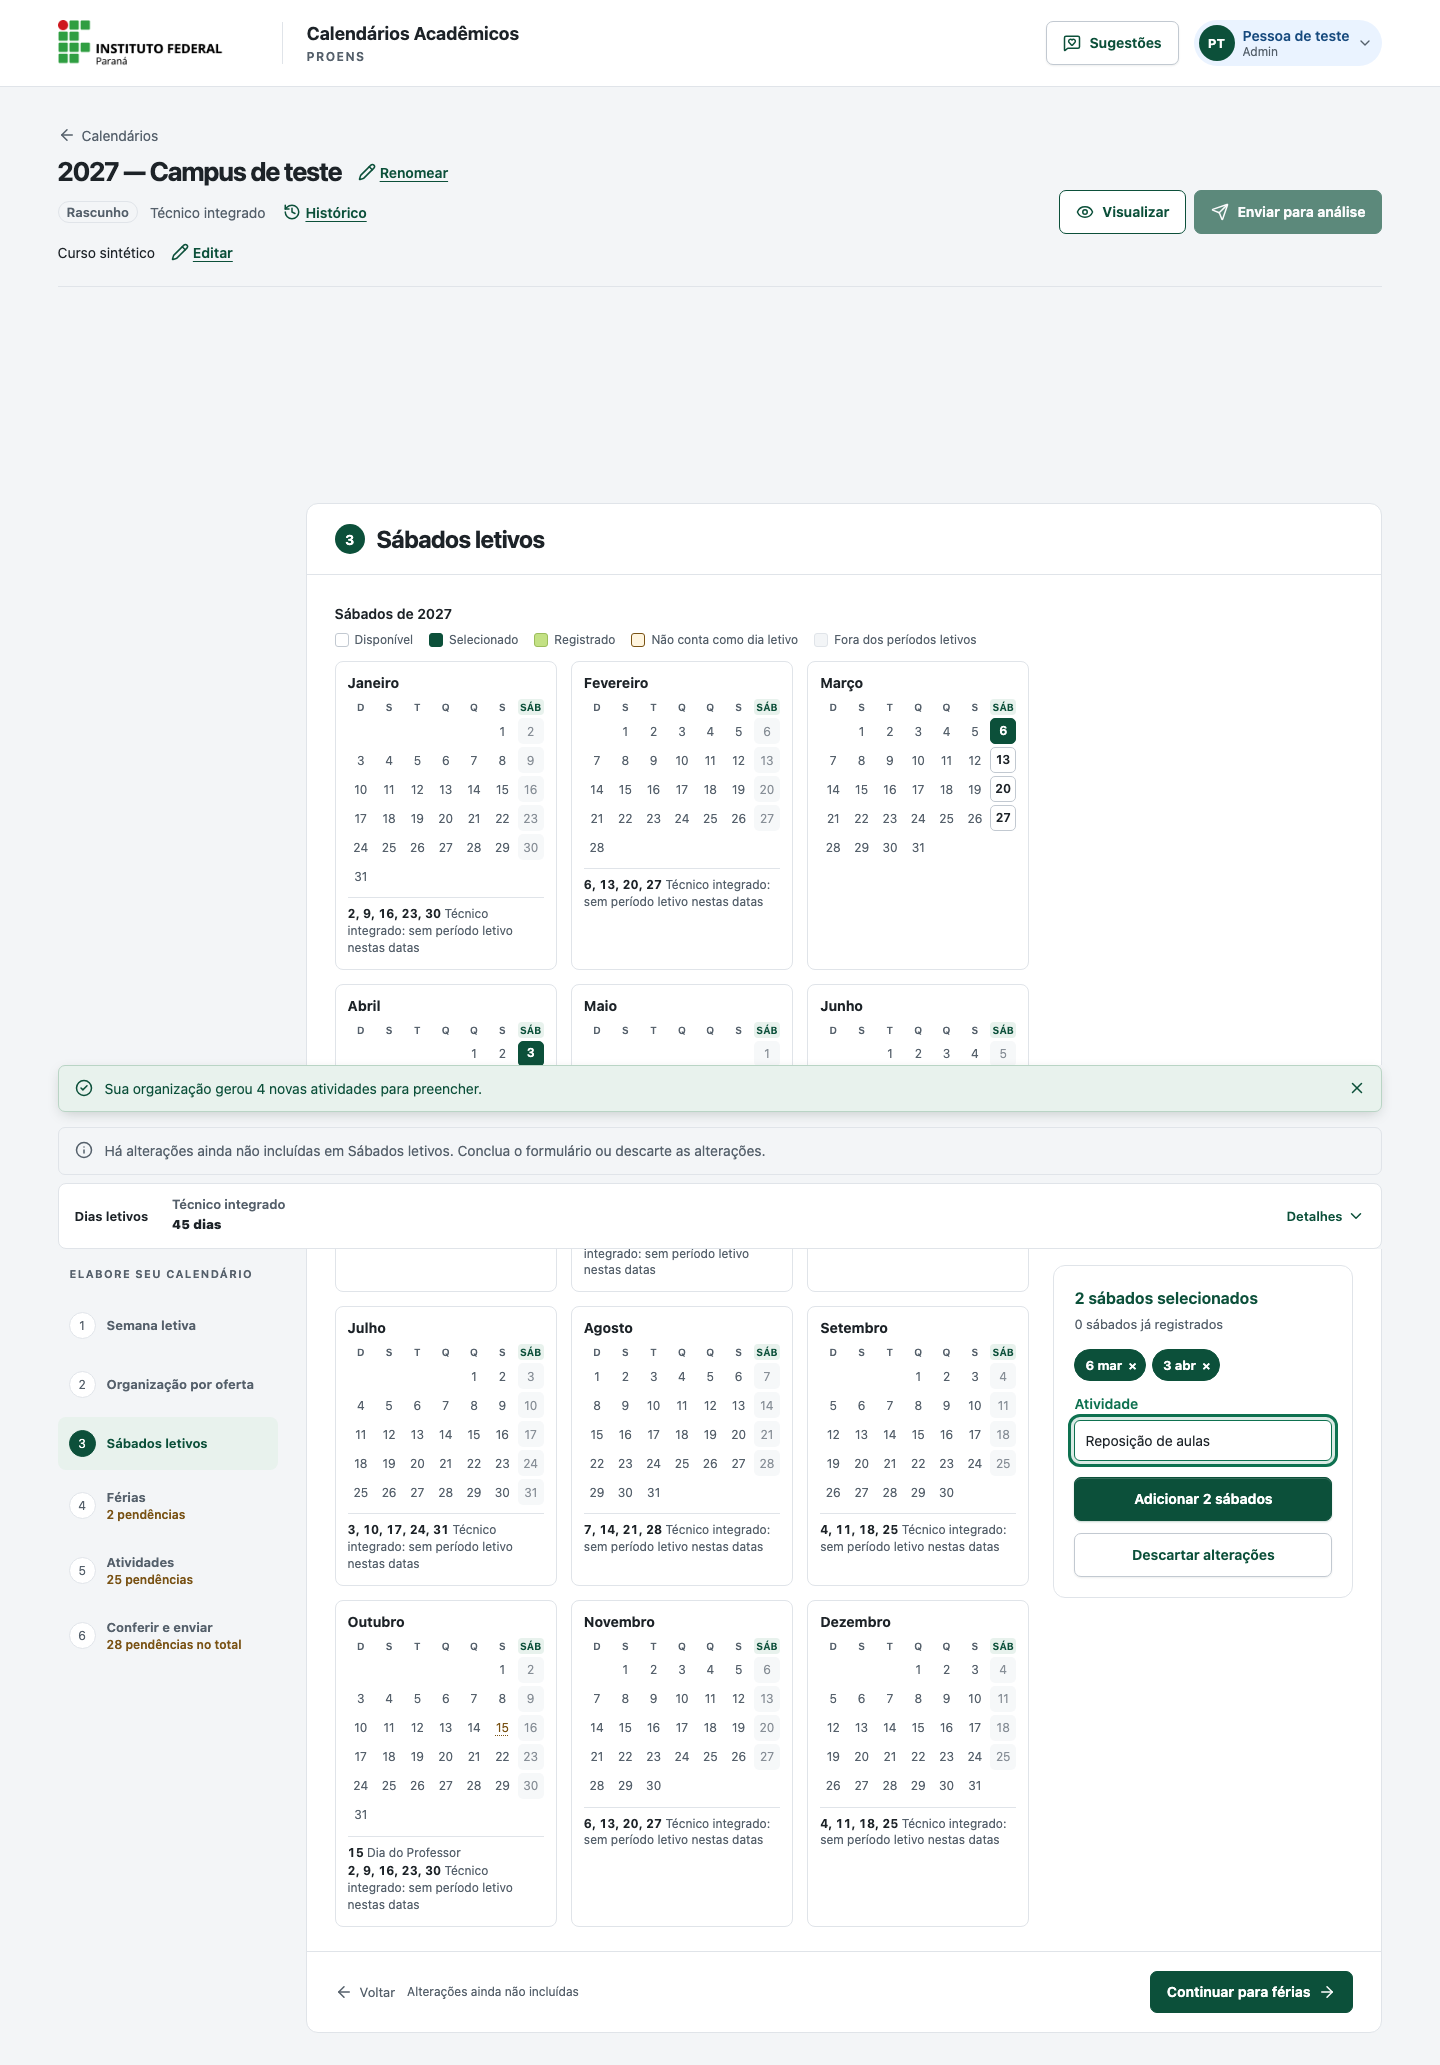 INSTITUTO FEDERAL
Paraná
Calendários Acadêmicos
PROENS
Sugestões
PT
Pessoa de teste
Admin
Calendários
2027 — Campus de teste
Renomear
Rascunho
Técnico integrado
Histórico
Visualizar
Enviar para análise
Curso sintético
Editar
3
Sábados letivos
Sábados de 2027
Disponível
Selecionado
Registrado
Não conta como dia letivo
Fora dos períodos letivos
Janeiro
D S T Q Q S SÁB
1 2
3 4 5 6 7 8 9
10 11 12 13 14 15 16
17 18 19 20 21 22 23
24 25 26 27 28 29 30
31
2, 9, 16, 23, 30 Técnico
integrado: sem período letivo
nestas datas
Fevereiro
D S T Q Q S SÁB
1 2 3 4 5 6
7 8 9 10 11 12 13
14 15 16 17 18 19 20
21 22 23 24 25 26 27
28
6, 13, 20, 27 Técnico integrado:
sem período letivo nestas datas
Março
D S T Q Q S SÁB
1 2 3 4 5 6
7 8 9 10 11 12 13
14 15 16 17 18 19 20
21 22 23 24 25 26 27
28 29 30 31
Abril
D S T Q Q S SÁB
1 2 3
Maio
D S T Q Q S SÁB
1
Junho
D S T Q Q S SÁB
1 2 3 4 5
Sua organização gerou 4 novas atividades para preencher.
Há alterações ainda não incluídas em Sábados letivos. Conclua o formulário ou descarte as alterações.
Dias letivos
Técnico integrado
45 dias
Detalhes
integrado: sem período letivo
nestas datas
ELABORE SEU CALENDÁRIO
1
Semana letiva
2
Organização por oferta
3
Sábados letivos
4
Férias
2 pendências
5
Atividades
25 pendências
6
Conferir e enviar
28 pendências no total
Julho
D S T Q Q S SÁB
1 2 3
4 5 6 7 8 9 10
11 12 13 14 15 16 17
18 19 20 21 22 23 24
25 26 27 28 29 30 31
3, 10, 17, 24, 31 Técnico
integrado: sem período letivo
nestas datas
Agosto
D S T Q Q S SÁB
1 2 3 4 5 6 7
8 9 10 11 12 13 14
15 16 17 18 19 20 21
22 23 24 25 26 27 28
29 30 31
7, 14, 21, 28 Técnico integrado:
sem período letivo nestas datas
Setembro
D S T Q Q S SÁB
1 2 3 4
5 6 7 8 9 10 11
12 13 14 15 16 17 18
19 20 21 22 23 24 25
26 27 28 29 30
4, 11, 18, 25 Técnico integrado:
sem período letivo nestas datas
Outubro
D S T Q Q S SÁB
1 2
3 4 5 6 7 8 9
10 11 12 13 14 15 16
17 18 19 20 21 22 23
24 25 26 27 28 29 30
31
15 Dia do Professor
2, 9, 16, 23, 30 Técnico
integrado: sem período letivo
nestas datas
Novembro
D S T Q Q S SÁB
1 2 3 4 5 6
7 8 9 10 11 12 13
14 15 16 17 18 19 20
21 22 23 24 25 26 27
28 29 30
6, 13, 20, 27 Técnico integrado:
sem período letivo nestas datas
Dezembro
D S T Q Q S SÁB
1 2 3 4
5 6 7 8 9 10 11
12 13 14 15 16 17 18
19 20 21 22 23 24 25
26 27 28 29 30 31
4, 11, 18, 25 Técnico integrado:
sem período letivo nestas datas
2 sábados selecionados
0 sábados já registrados
6 mar ×
3 abr ×
Atividade
Reposição de aulas
Adicionar 2 sábados
Descartar alterações
Voltar
Alterações ainda não incluídas
Continuar para férias